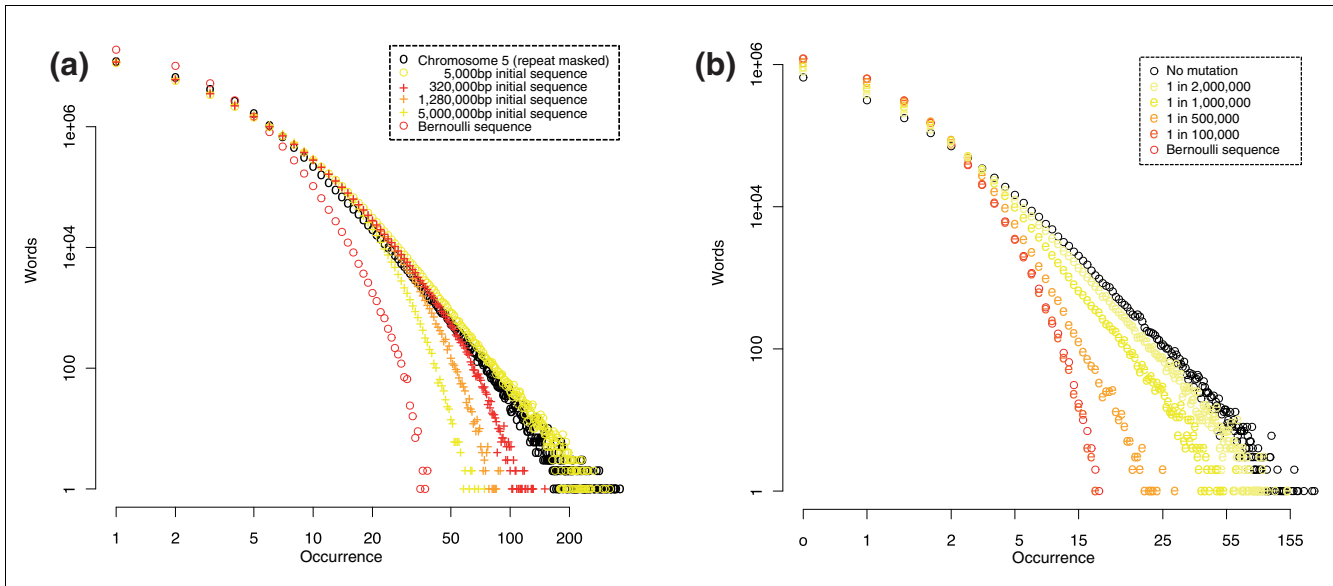 (a)
Chromosome 5 (repeat masked)
5,000bp initial sequence
320,000bp initial sequence
1,280,000bp initial sequence
5,000,000bp initial sequence
Bernoulli sequence
Words
1e+06
1e+04
100
1
1 2 5 10 20 50 100 200
Occurrence
(b)
No mutation
1 in 2,000,000
1 in 1,000,000
1 in 500,000
1 in 100,000
Bernoulli sequence
Words
1e+06
1e+04
100
1
o 1 2 5 15 25 55 155
Occurrence